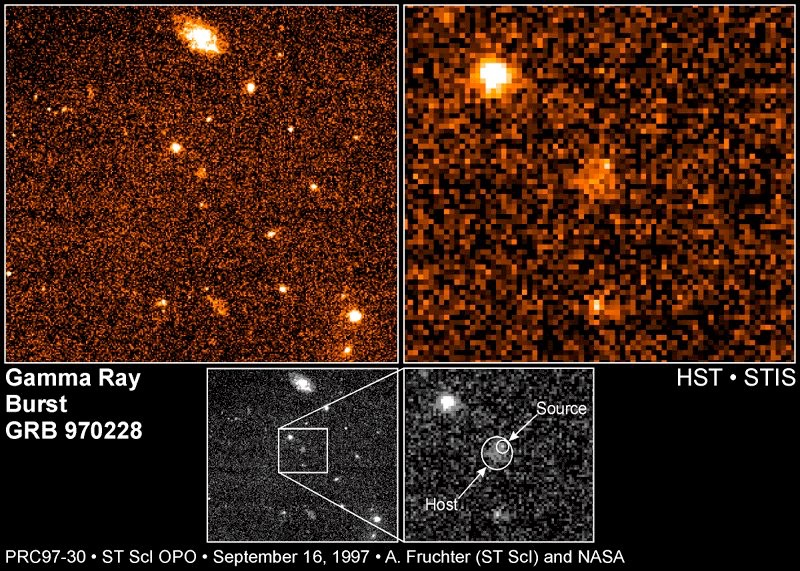 Gamma Ray
Burst
GRB 970228
HST • STIS
Source
Host
PRC97-30 • ST ScI OPO • September 16, 1997 • A. Fruchter (ST ScI) and NASA